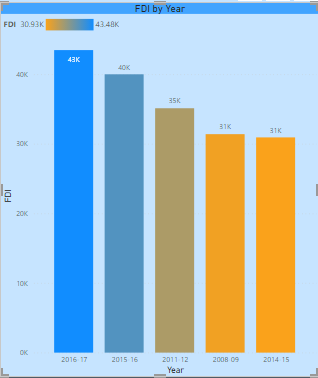 FDI by Year
FDI 30.93K 43.48K
43K
40K
35K
31K
31K
40K
30K
20K
10K
0K
FDI
2016-17 2015-16 2011-12 2008-09 2014-15
Year